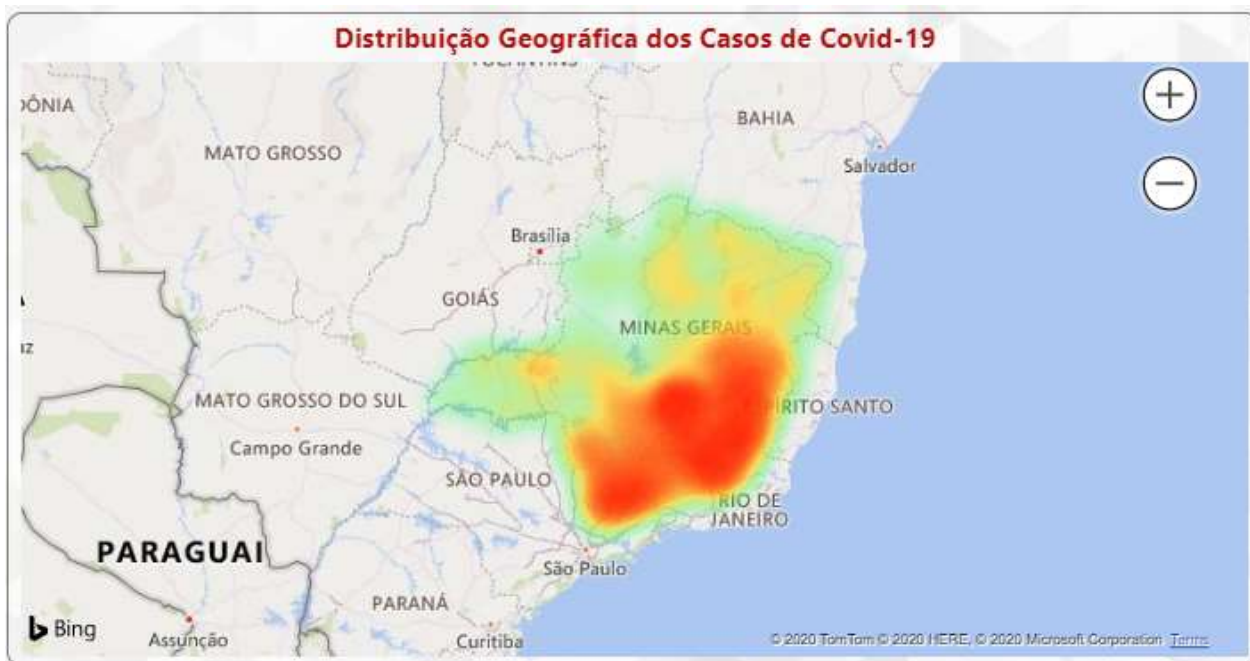 Distribuição Geográfica dos Casos de Covid-19
DÔNIA
MATO GROSSO
BAHIA
Salvador
Brasília
GOIÁS
MINAS GERAIS
MATO GROSSO DO SUL
ÍRITO SANTO
Campo Grande
SÃO PAULO
RIO DE
JANEIRO
PARAGUAI
São Paulo
PARANÁ
Bing
Assunção
Curitiba
© 2020 TomTom © 2020 HERE, © 2020 Microsoft Corporation Terms